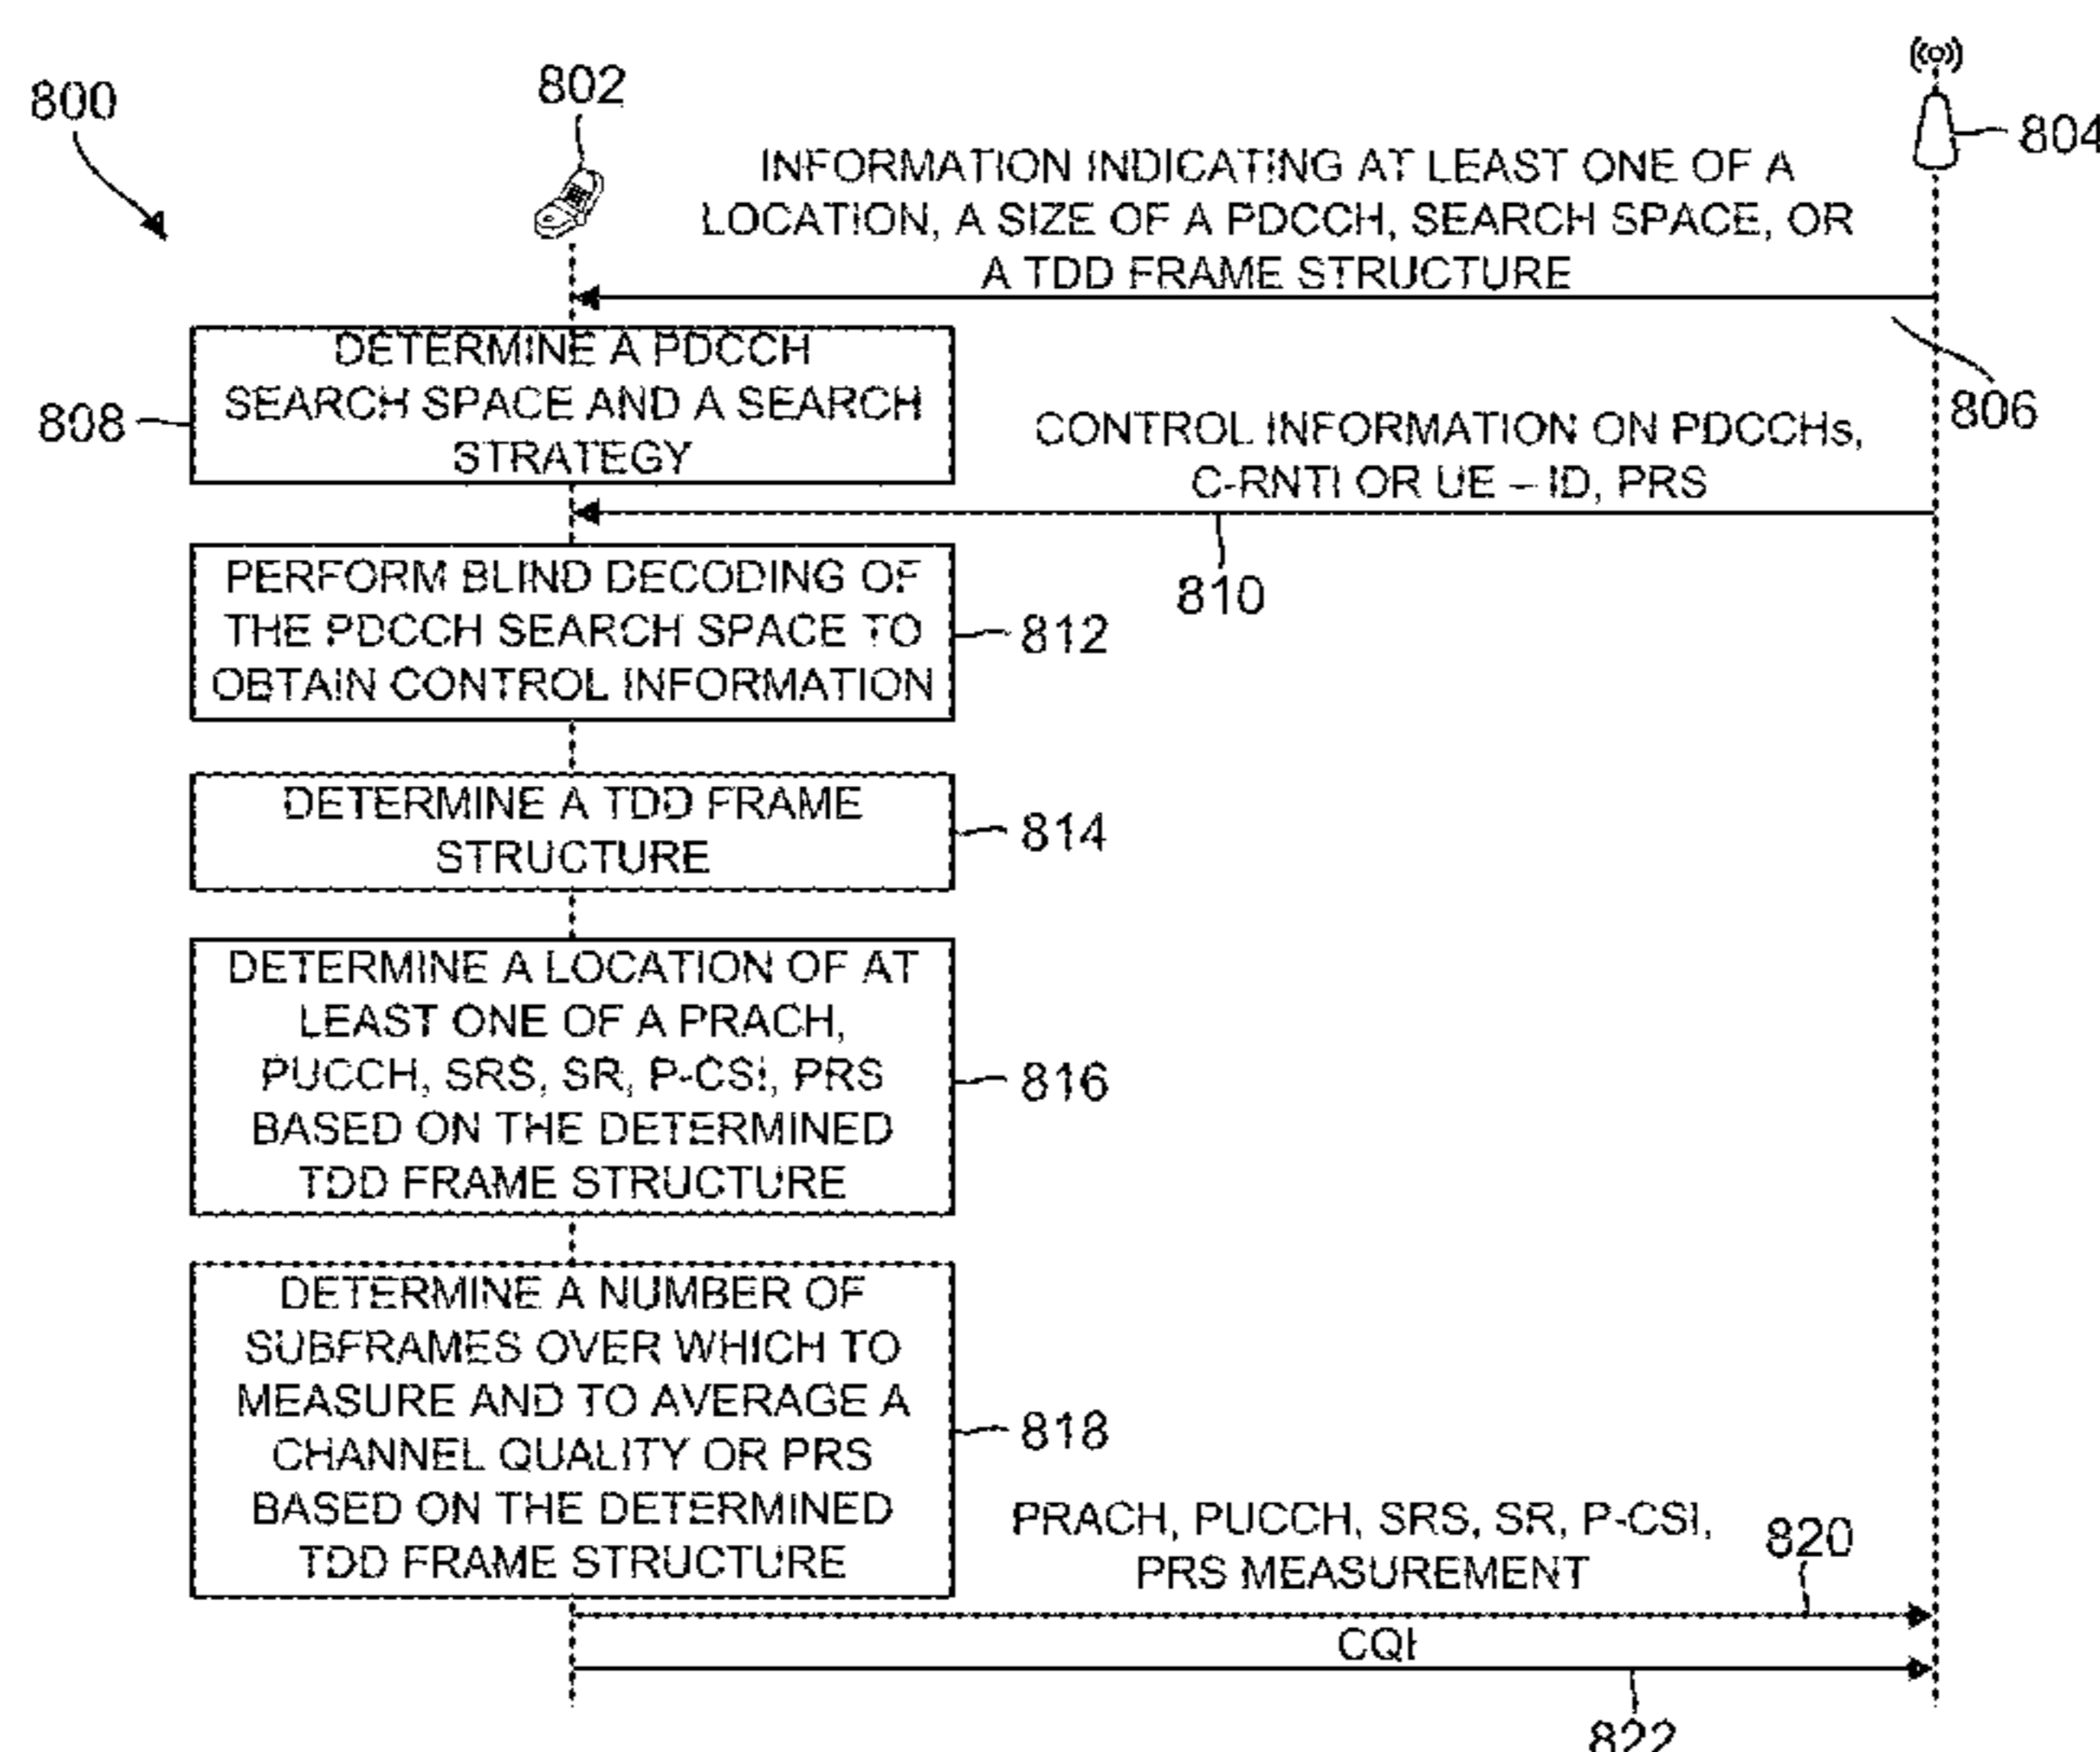 800
802
804
INFORMATION INDICATING AT LEAST ONE OF A
LOCATION, A SIZE OF A PDCCH, SEARCH SPACE, OR
A TDD FRAME STRUCTURE
806
DETERMINE A PDCCH
SEARCH SPACE AND A SEARCH
STRATEGY
808
CONTROL INFORMATION ON PDCCHs,
C-RNTI OR UE – ID, PRS
810
PERFORM BLIND DECODING OF
THE PDCCH SEARCH SPACE TO
OBTAIN CONTROL INFORMATION
812
DETERMINE A TDD FRAME
STRUCTURE
814
DETERMINE A LOCATION OF AT
LEAST ONE OF A PRACH,
PUCCH, SRS, SR, P-CSI, PRS
BASED ON THE DETERMINED
TDD FRAME STRUCTURE
816
DETERMINE A NUMBER OF
SUBFRAMES OVER WHICH TO
MEASURE AND TO AVERAGE A
CHANNEL QUALITY OR PRS
BASED ON THE DETERMINED
TDD FRAME STRUCTURE
818
PRACH, PUCCH, SRS, SR, P-CSI,
PRS MEASUREMENT
820
CQI
822